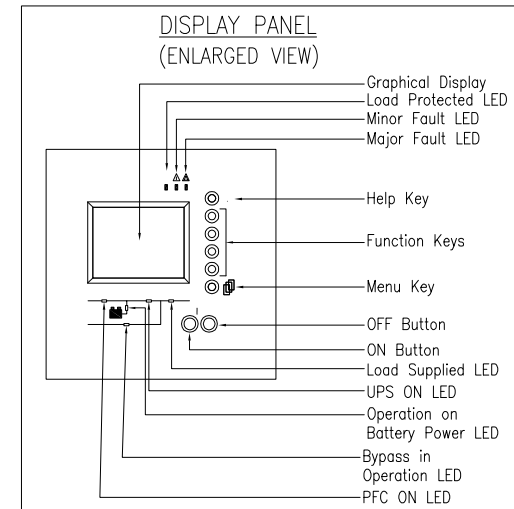 DISPLAY PANEL
(ENLARGED VIEW)
Graphical Display
Load Protected LED
Minor Fault LED
Major Fault LED
Help Key
Function Keys
Menu Key
OFF Button
ON Button
Load Supplied LED
UPS ON LED
Operation on
Battery Power LED
Bypass in
Operation LED
PFC ON LED